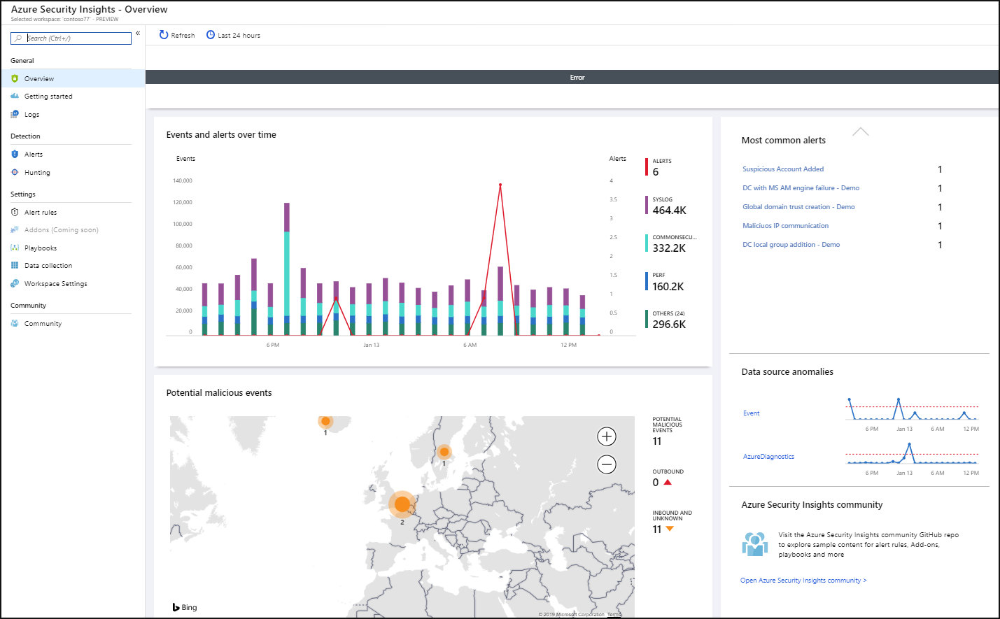 Azure Security Insights - Overview
Selected workspace: 'contoso77' - PREVIEW
Search (Ctrl+/)
«
General
Overview
Getting started
Logs
Detection
Alerts
Hunting
Settings
Alert rules
Addons (Coming soon)
Playbooks
Data collection
Workspace Settings
Community
Community
Refresh
Last 24 hours
Error
Events and alerts over time
Events
Alerts
140,000
120,000
100,000
80,000
60,000
40,000
20,000
0
4
3.5
3
2.5
2
1.5
1
0.5
0
6 PM
Jan 13
6 AM
12 PM
ALERTS
6
SYSLOG
464.4K
COMMONSECU...
332.2K
PERF
160.2K
OTHERS (24)
296.6K
Potential malicious events
1
1
2
Bing
© 2019 Microsoft Corporation Terms
POTENTIAL
MALICIOUS
EVENTS
11
OUTBOUND
0
INBOUND AND
UNKNOWN
11
Most common alerts
Suspicious Account Added 1
DC with MS AM engine failure - Demo 1
Global domain trust creation - Demo 1
Maliciuos IP communication 1
DC local group addition - Demo 1
Data source anomalies
Event
6 PM
Jan 13
6 AM
12 PM
AzureDiagnostics
6 PM
Jan 13
6 AM
12 PM
Azure Security Insights community
Visit the Azure Security Insights community GitHub repo
to explore sample content for alert rules, Add-ons,
playbooks and more
Open Azure Security Insights community >